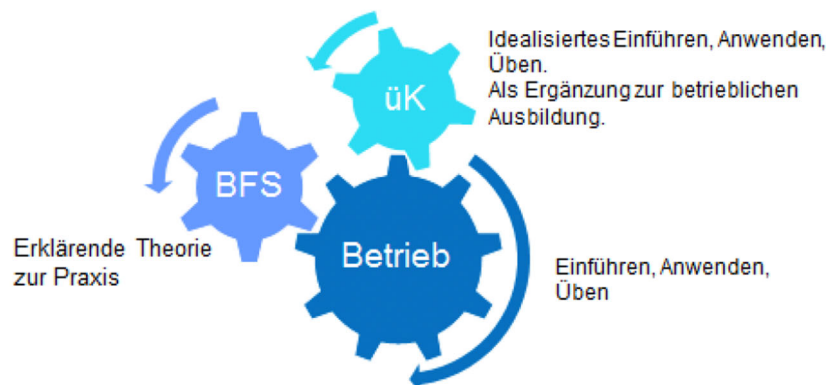 Idealisiertes Einführen, Anwenden,
Üben.
Als Ergänzung zur betrieblichen
Ausbildung.
üK
BFS
Erklärende Theorie
zur Praxis
Betrieb
Einführen, Anwenden,
Üben